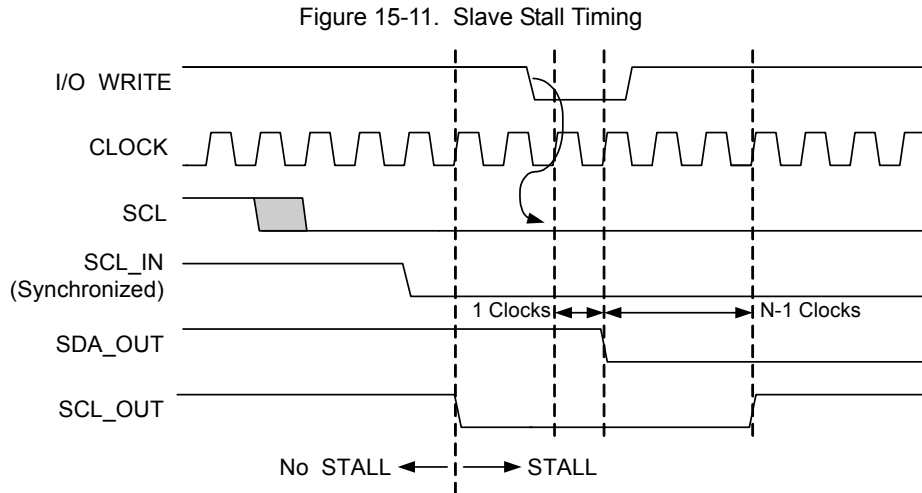 Figure 15-11. Slave Stall Timing
I/O WRITE
CLOCK
SCL
SCL_IN
(Synchronized)
1 Clocks
N-1 Clocks
SDA_OUT
SCL_OUT
No STALL
STALL